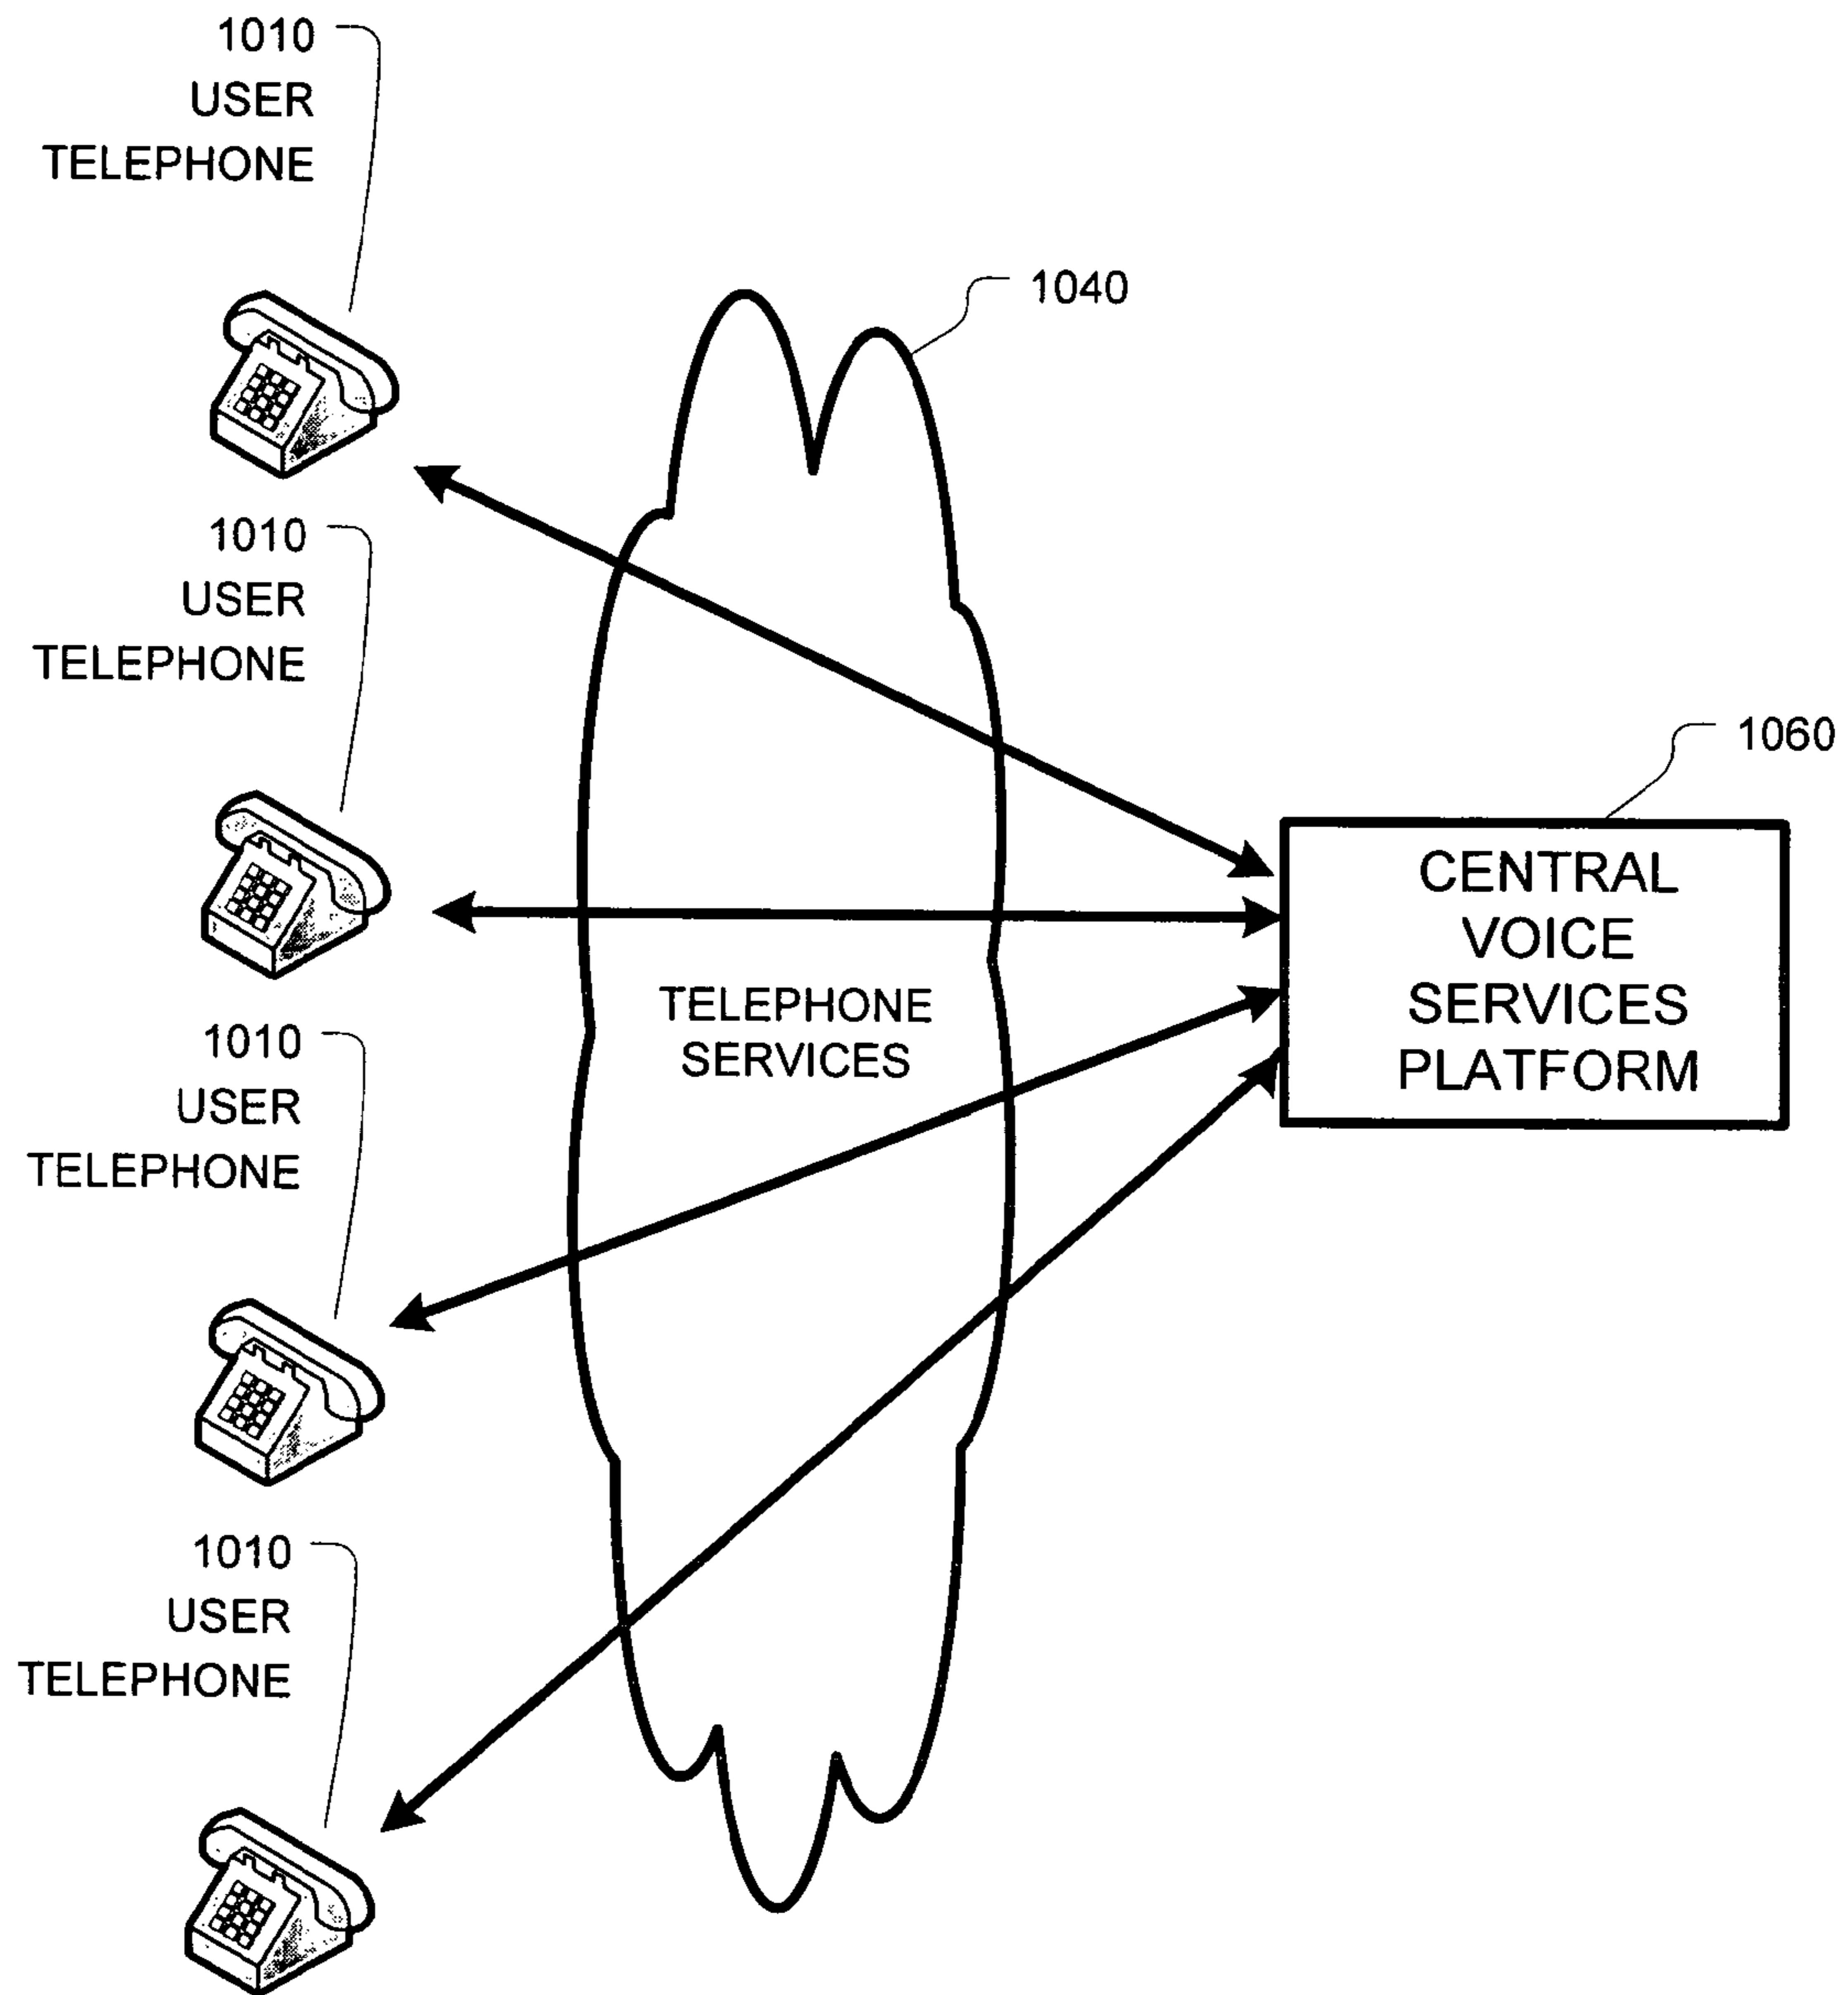 1010
USER
TELEPHONE
1040
1010
USER
TELEPHONE
1060
CENTRAL
VOICE
SERVICES
PLATFORM
TELEPHONE
SERVICES
1010
USER
TELEPHONE
1010
USER
TELEPHONE